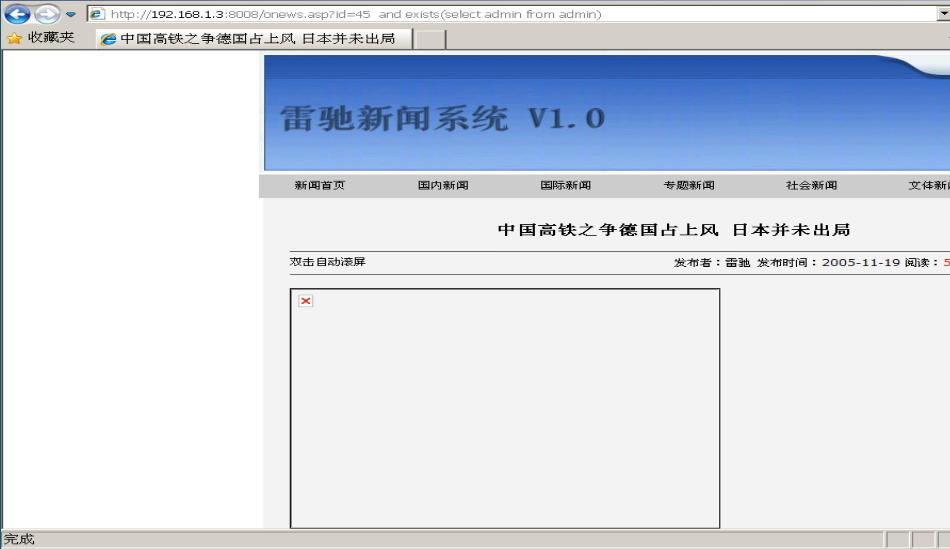 http://192.168.1.3:8008/onews.asp?id=45 and exists(select admin from admin)
收藏夹 中国高铁之争德国占上风 日本并未出局
雷驰新闻系统 V1.0
新闻首页 国内新闻 国际新闻 专题新闻 社会新闻 文体新
中国高铁之争德国占上风 日本并未出局
双击自动滚屏 发布者：雷驰 发布时间：2005-11-19 阅读：5
完成